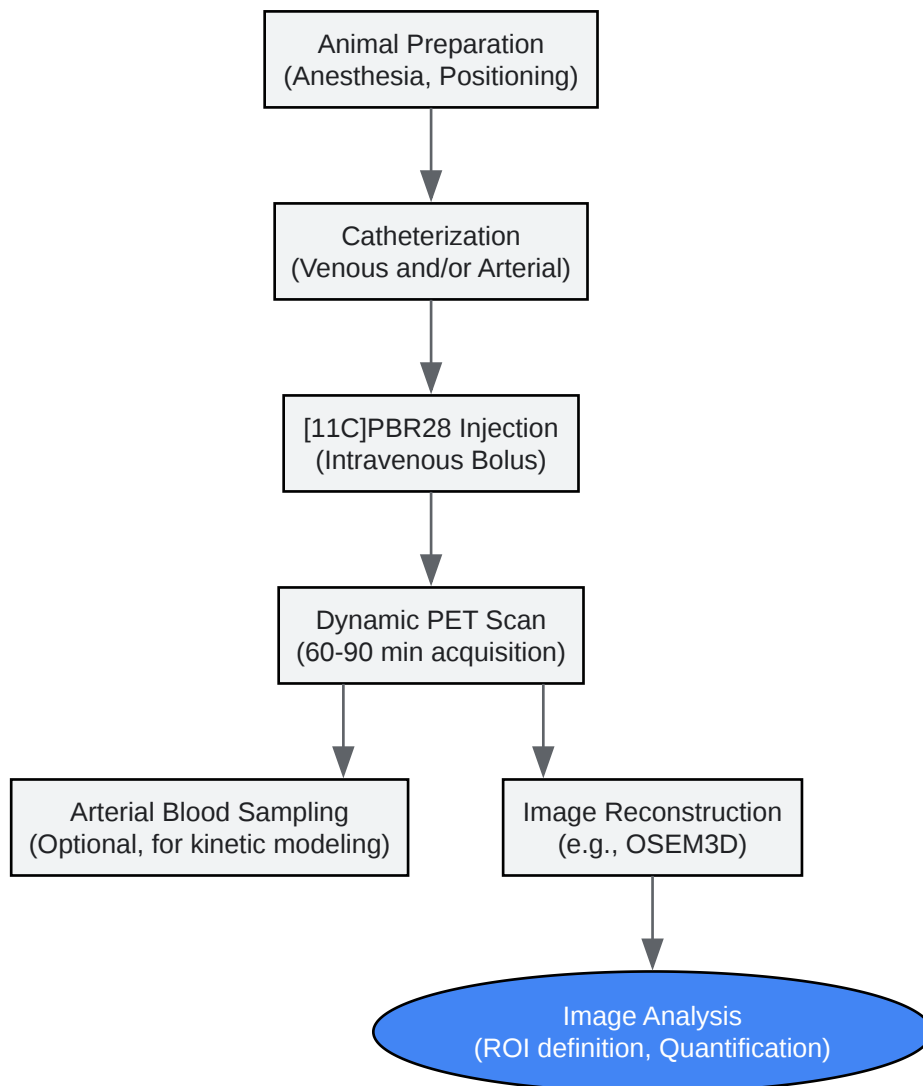 Animal Preparation
(Anesthesia, Positioning)
Catheterization
(Venous and/or Arterial)
[11C]PBR28 Injection
(Intravenous Bolus)
Dynamic PET Scan
(60-90 min acquisition)
Arterial Blood Sampling
(Optional, for kinetic modeling)
Image Reconstruction
(e.g., OSEM3D)
Image Analysis
(ROI definition, Quantification)